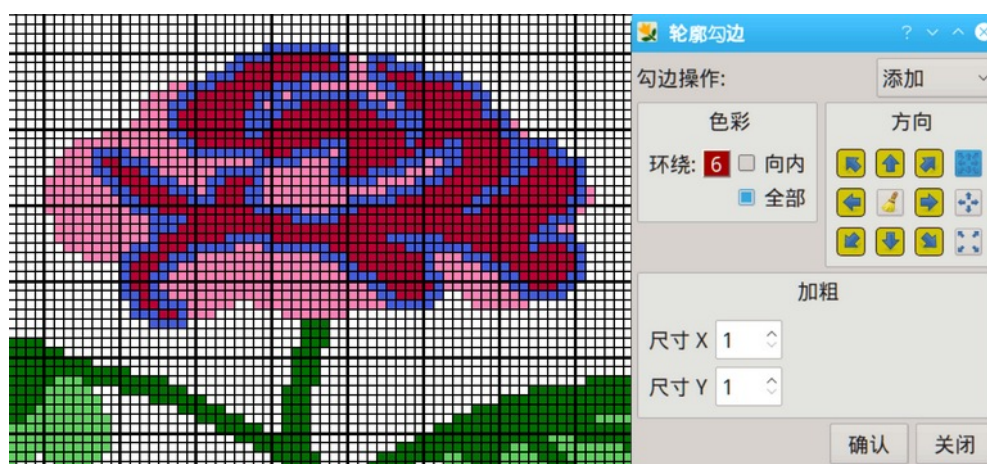 轮廓勾边
勾边操作: 添加
色彩
方向
环绕: 6 向内
全部
加粗
尺寸 X 1
尺寸 Y 1
确认 关闭